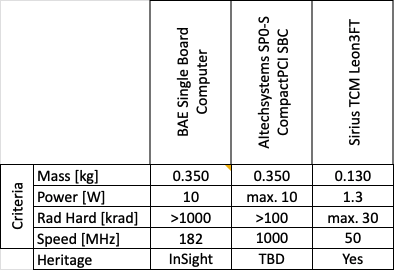 BAE Single Board
Computer
Altechsystems SP0-S
CompactPCI SBC
Sirius TCM Leon3FT
Criteria
Mass [kg] 0.350 0.350 0.130
Power [W] 10 max. 10 1.3
Rad Hard [krad] >1000 >100 max. 30
Speed [MHz] 182 1000 50
Heritage InSight TBD Yes